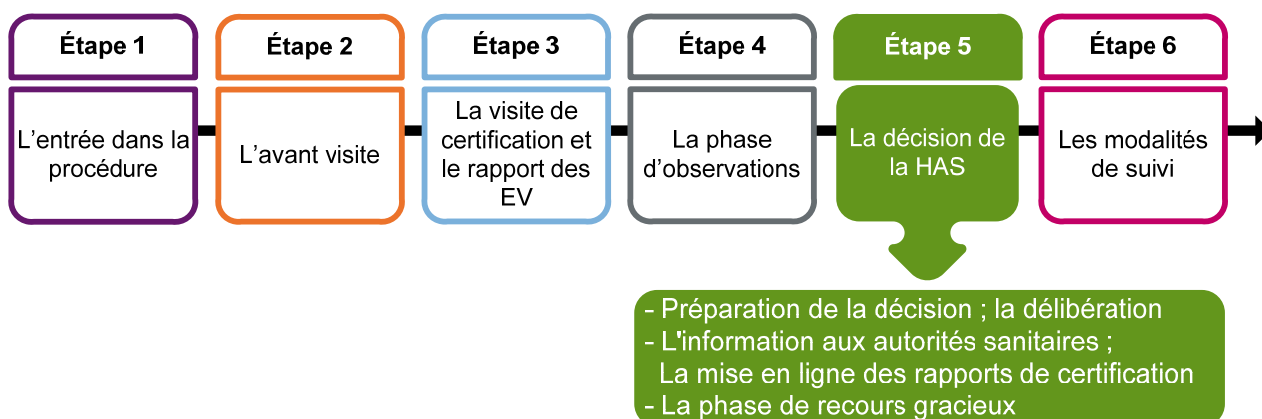 Étape 1
L'entrée dans la
procédure
Étape 2
L'avant visite
Étape 3
La visite de
certification et
le rapport des
EV
Étape 4
La phase
d'observations
Étape 5
La décision de
la HAS
Étape 6
Les modalités
de suivi
- Préparation de la décision ; la délibération
- L'information aux autorités sanitaires ;
La mise en ligne des rapports de certification
- La phase de recours gracieux